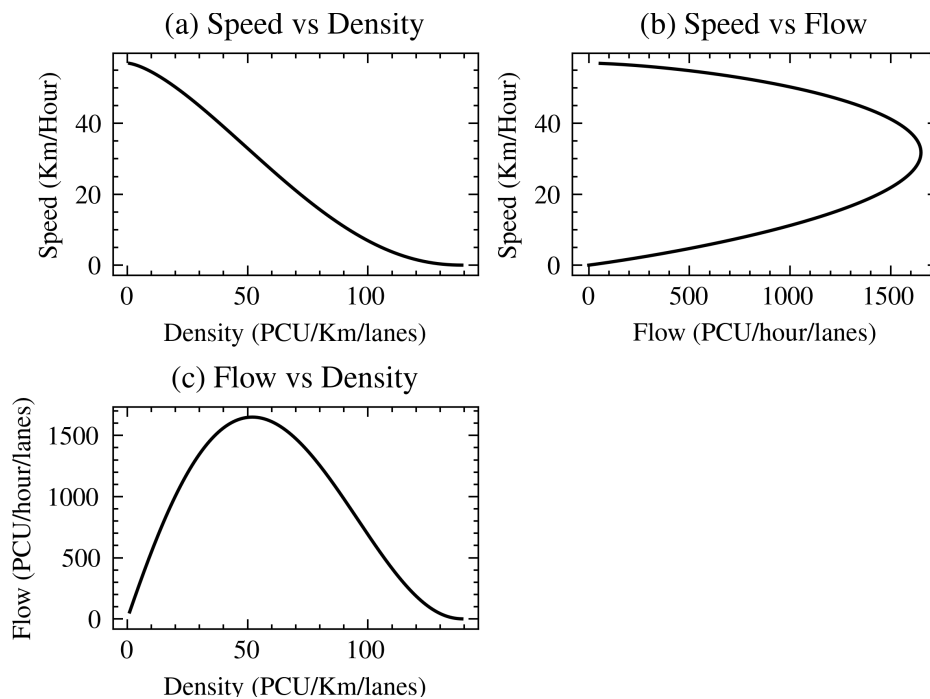 (a) Speed vs Density
Speed (Km/Hour)
40
20
0
0 50 100
Density (PCU/Km/lanes)
(b) Speed vs Flow
Speed (Km/Hour)
40
20
0
0 500 1000 1500
Flow (PCU/hour/lanes)
(c) Flow vs Density
Flow (PCU/hour/lanes)
1500
1000
500
0
0 50 100
Density (PCU/Km/lanes)